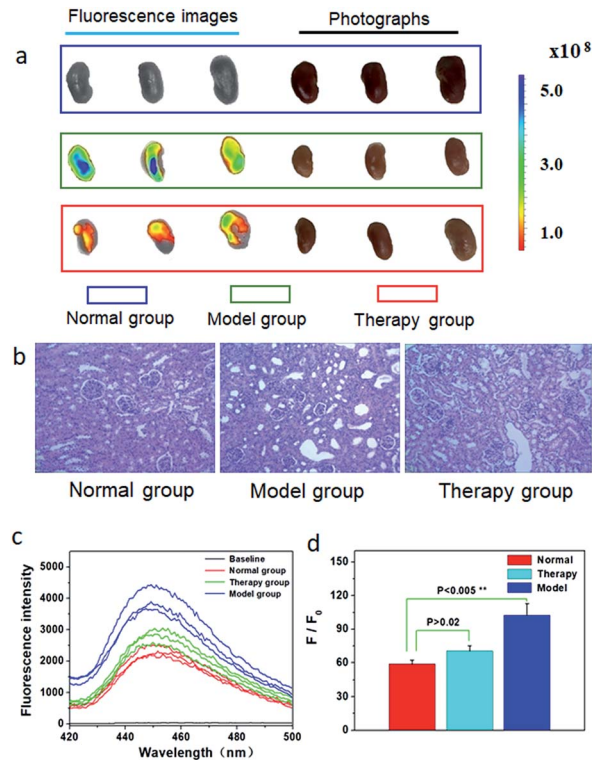 Fluorescence images
Photographs
a
x10⁸
5.0
3.0
1.0
Normal group
Model group
Therapy group
b
Normal group
Model group
Therapy group
c
Fluorescence intensity
5000
4000
3000
2000
1000
0
Baseline
Normal group
Therapy group
Model group
420
440
460
480
500
Wavelength（nm）
d
F / F₀
150
120
90
60
30
0
Normal
Therapy
Model
P<0.005 **
P>0.02